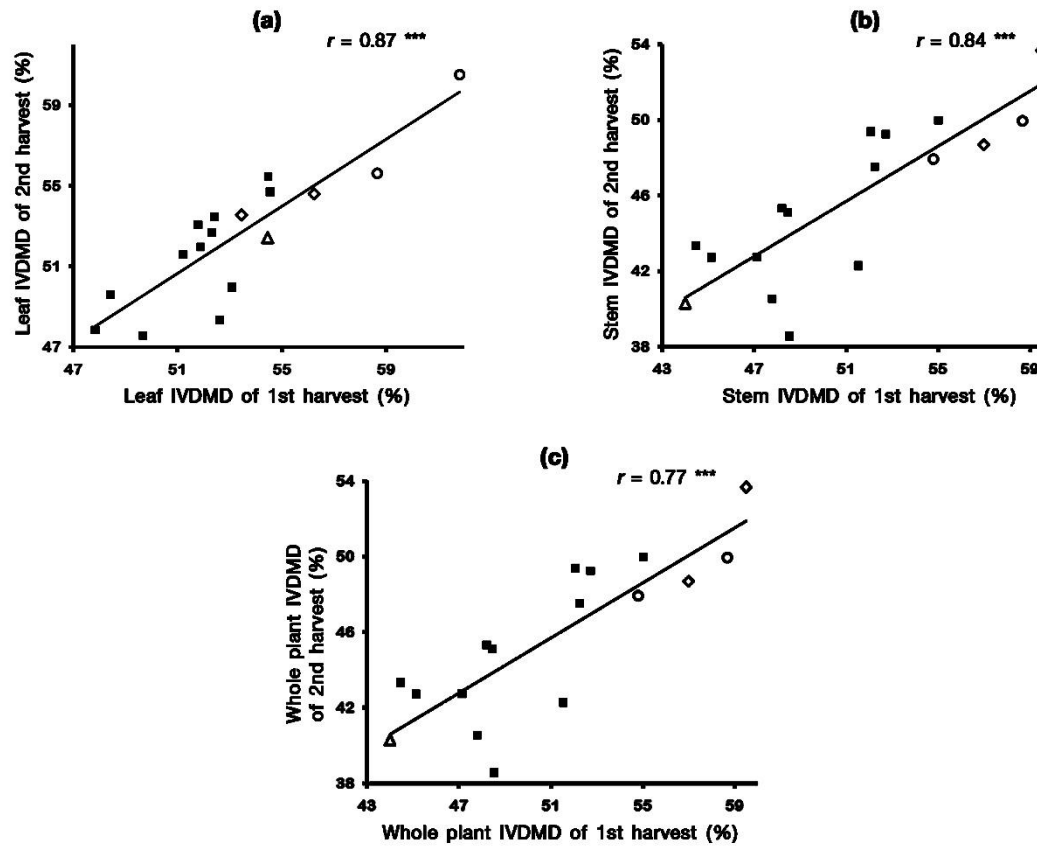 (a)
r = 0.87 ***
Leaf IVDMD of 2nd harvest (%)
59
55
51
47
47 51 55 59
Leaf IVDMD of 1st harvest (%)
(b)
r = 0.84 ***
Stem IVDMD of 2nd harvest (%)
54
50
46
42
38
43 47 51 55 59
Stem IVDMD of 1st harvest (%)
(c)
r = 0.77 ***
Whole plant IVDMD
of 2nd harvest (%)
54
50
46
42
38
43 47 51 55 59
Whole plant IVDMD of 1st harvest (%)